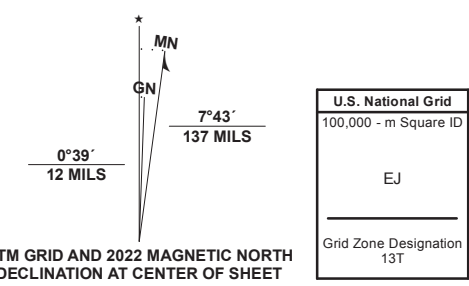 ★
MN
GN
7°43´
137 MILS
0°39´
12 MILS
TM GRID AND 2022 MAGNETIC NORTH
DECLINATION AT CENTER OF SHEET
U.S. National Grid
100,000 - m Square ID
EJ
Grid Zone Designation
13T